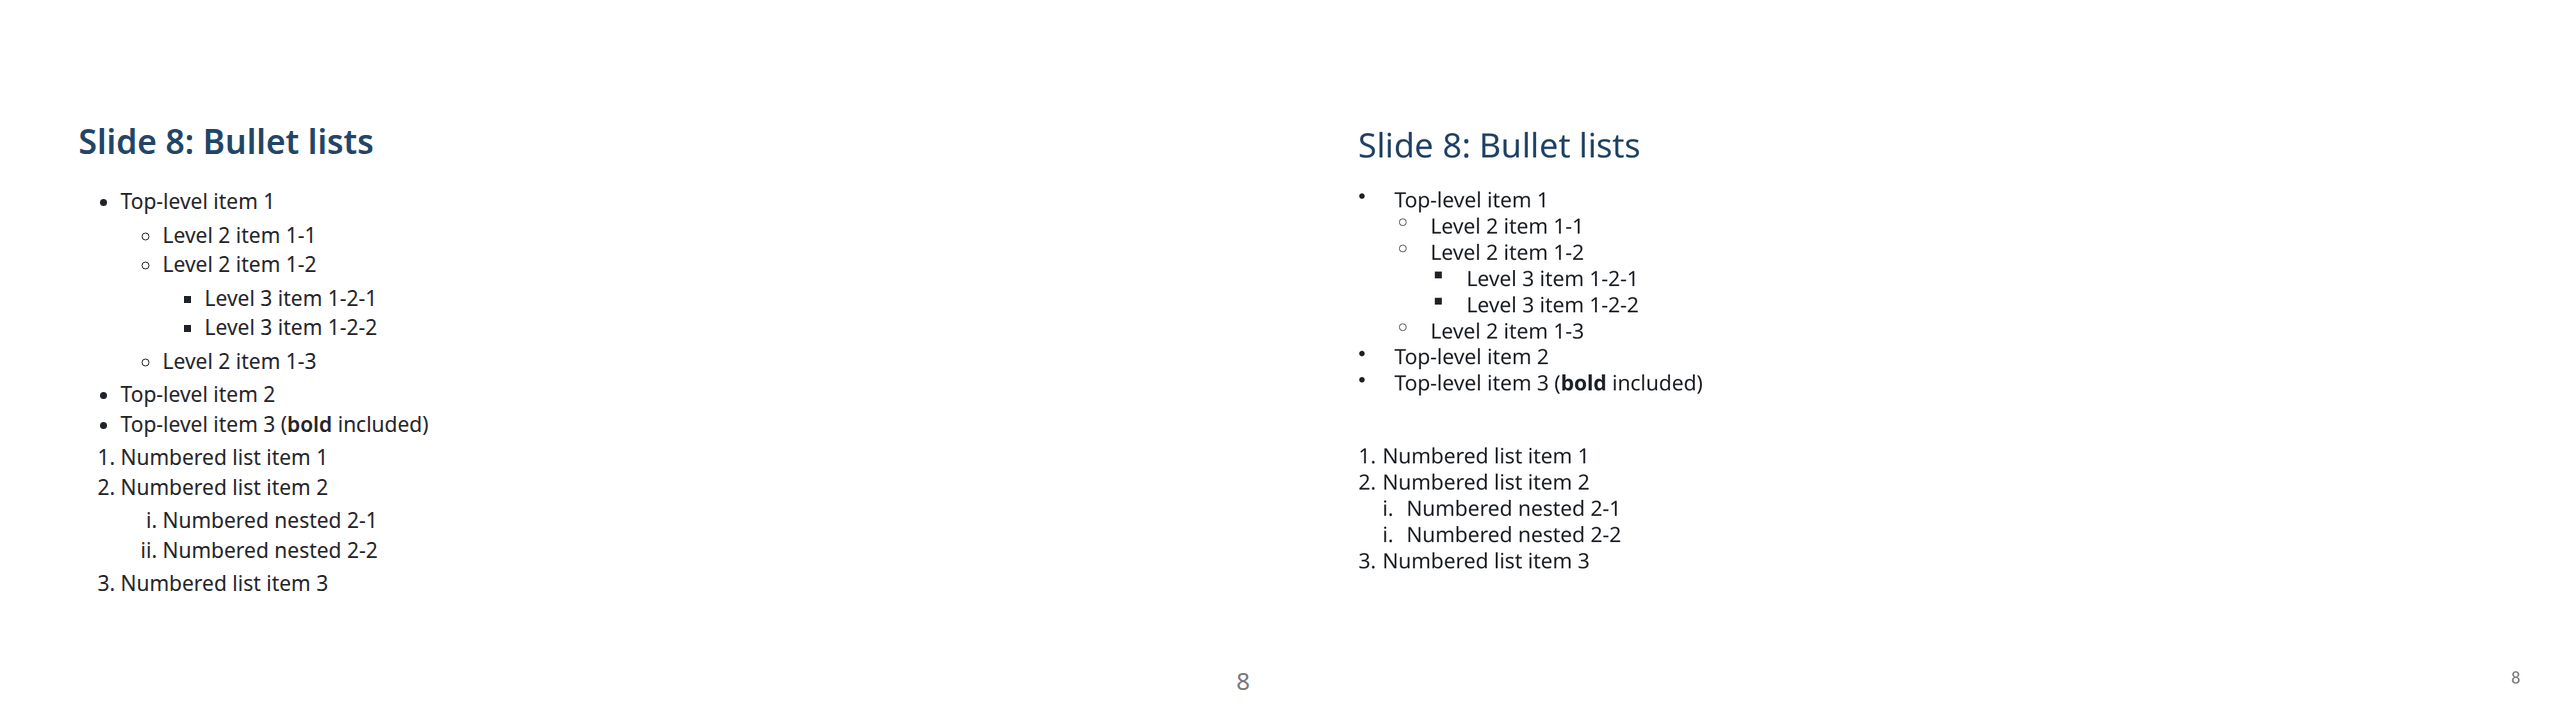 Slide 8: Bullet lists
• Top-level item 1
◦ Level 2 item 1-1
◦ Level 2 item 1-2
▪ Level 3 item 1-2-1
▪ Level 3 item 1-2-2
◦ Level 2 item 1-3
• Top-level item 2
• Top-level item 3 (bold included)
1. Numbered list item 1
2. Numbered list item 2
i. Numbered nested 2-1
ii. Numbered nested 2-2
3. Numbered list item 3
8
Slide 8: Bullet lists
• Top-level item 1
◦ Level 2 item 1-1
◦ Level 2 item 1-2
▪ Level 3 item 1-2-1
▪ Level 3 item 1-2-2
◦ Level 2 item 1-3
• Top-level item 2
• Top-level item 3 (bold included)
1. Numbered list item 1
2. Numbered list item 2
i. Numbered nested 2-1
i. Numbered nested 2-2
3. Numbered list item 3
8